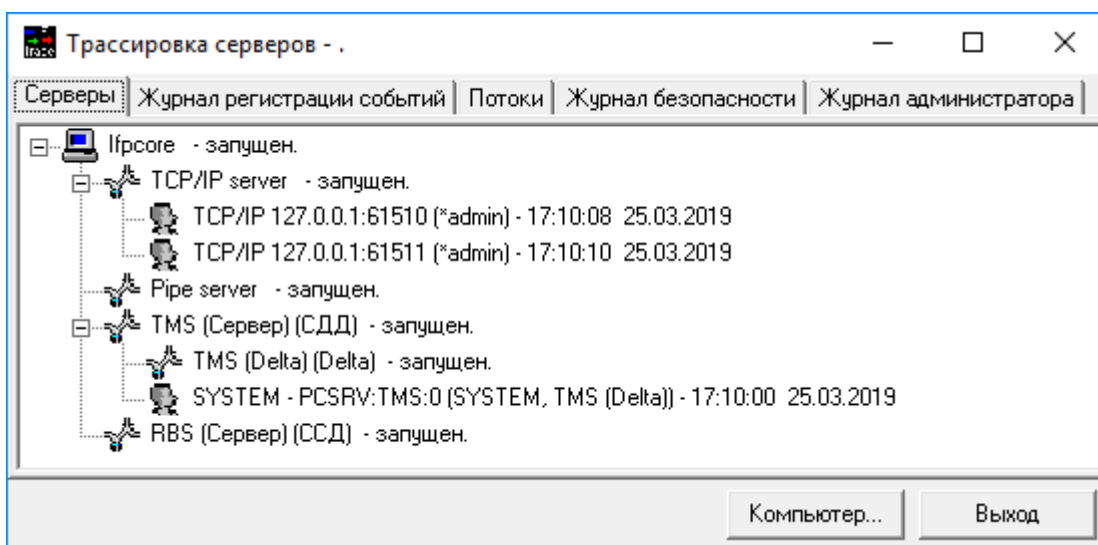 Трассировка серверов - .
Серверы Журнал регистрации событий Потоки Журнал безопасности Журнал администратора
Ifpcore - запущен.
TCP/IP server - запущен.
TCP/IP 127.0.0.1:61510 (*admin) - 17:10:08 25.03.2019
TCP/IP 127.0.0.1:61511 (*admin) - 17:10:10 25.03.2019
Pipe server - запущен.
TMS (Сервер) (СДД) - запущен.
TMS (Delta) (Delta) - запущен.
SYSTEM - PCSRV:TMS:0 (SYSTEM, TMS (Delta)) - 17:10:00 25.03.2019
RBS (Сервер) (ССД) - запущен.
Компьютер... Выход